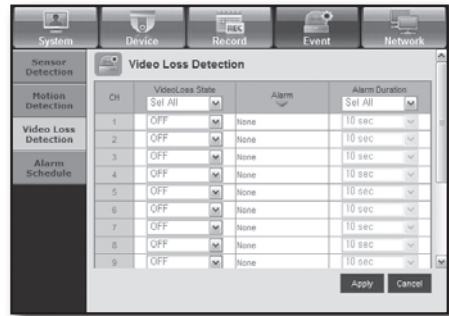 System Device Record Event Network
REC
Sensor Detection
Motion Detection
Video Loss Detection
Alarm Schedule
Video Loss Detection
CH VideoLoss State Alarm Alarm Duration
Sel All Sel All
1 OFF None 10 sec
2 OFF None 10 sec
3 OFF None 10 sec
4 OFF None 10 sec
5 OFF None 10 sec
6 OFF None 10 sec
7 OFF None 10 sec
8 OFF None 10 sec
9 OFF None 10 sec
Apply Cancel